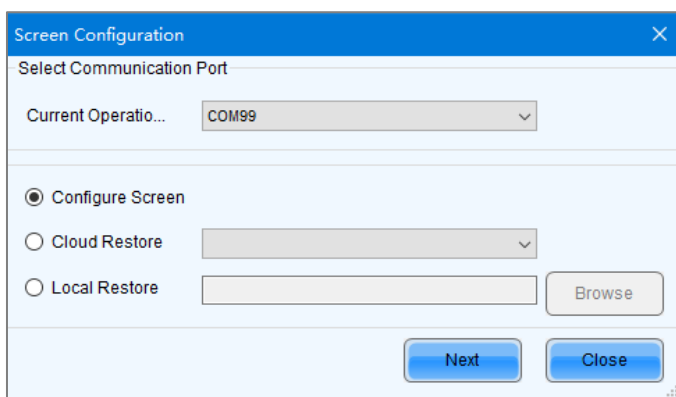 Screen Configuration
Select Communication Port
Current Operatio... COM99
Configure Screen
Cloud Restore
Local Restore Browse
Next Close